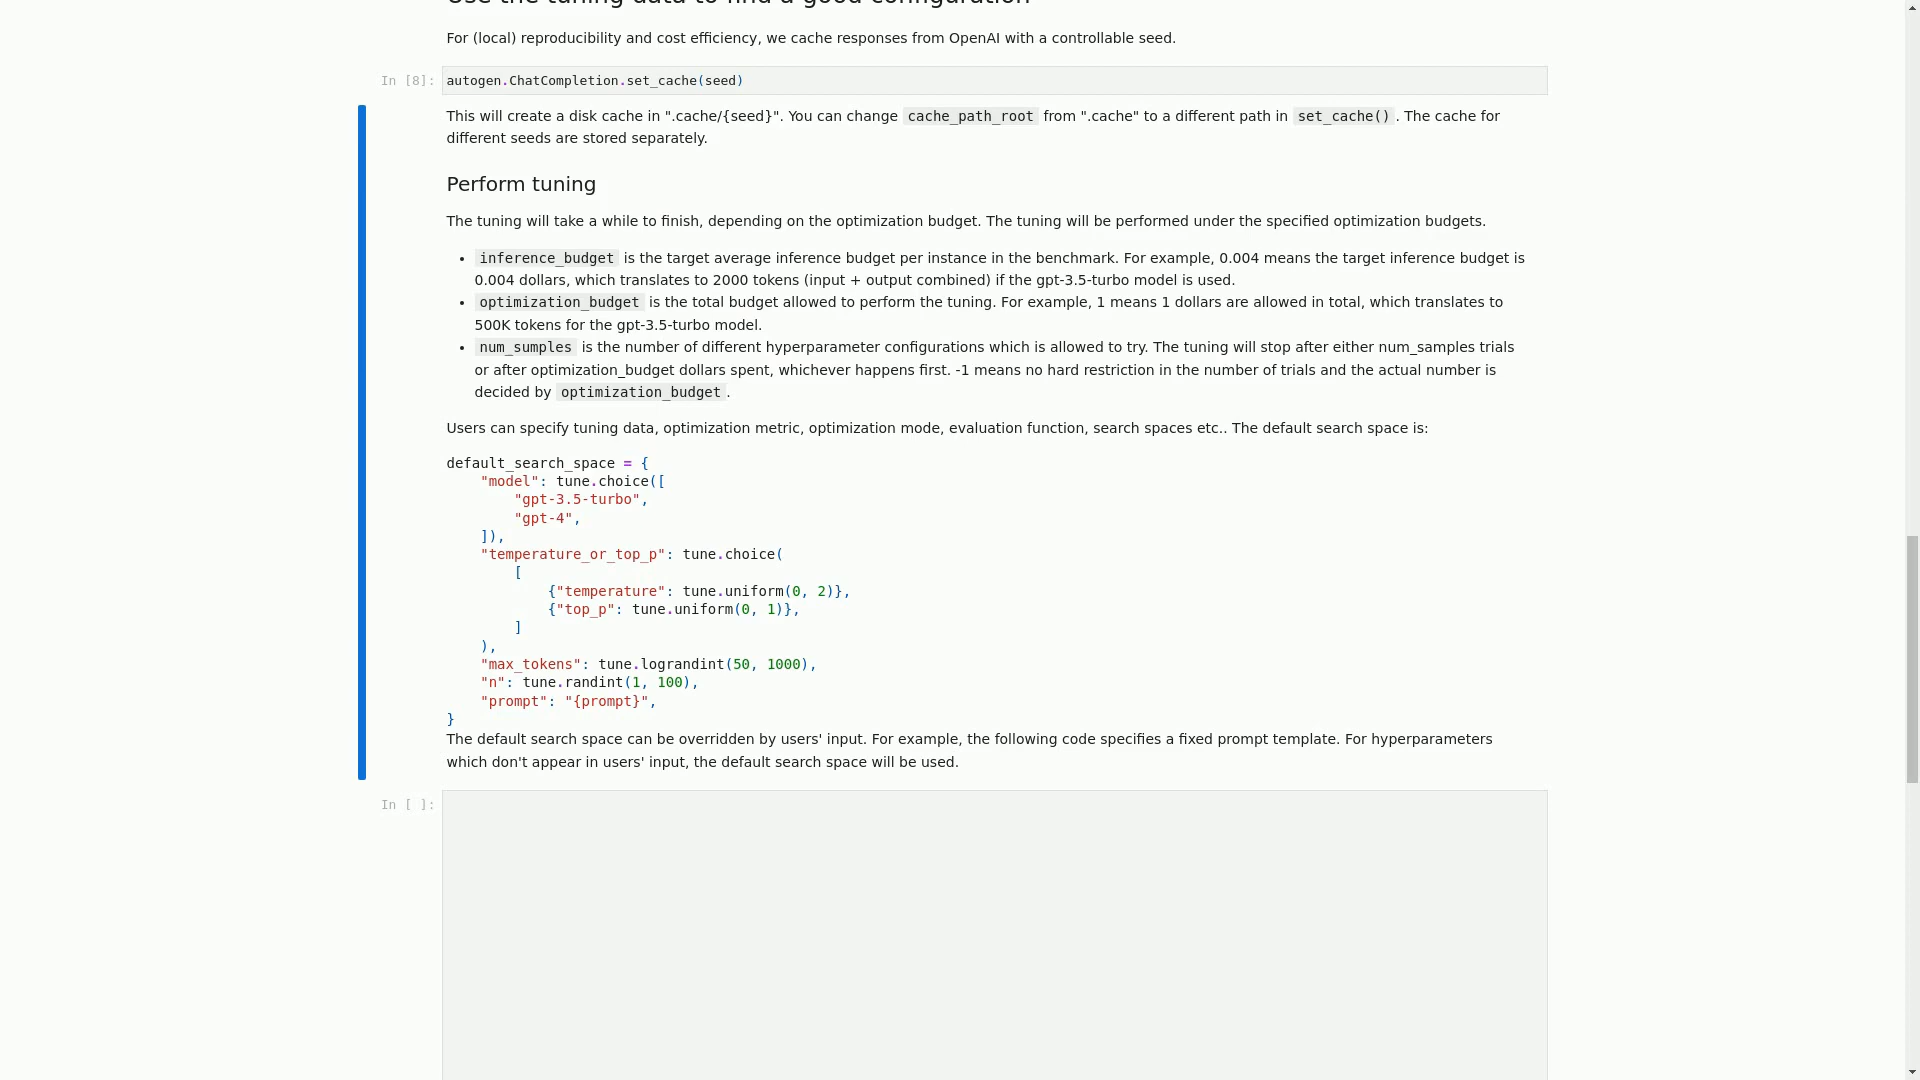 Use the tuning data to find a good configuration
For (local) reproducibility and cost efficiency, we cache responses from OpenAI with a controllable seed.
In [8]: autogen.ChatCompletion.set_cache(seed)
This will create a disk cache in ".cache/{seed}". You can change cache_path_root from ".cache" to a different path in set_cache(). The cache for
different seeds are stored separately.
Perform tuning
The tuning will take a while to finish, depending on the optimization budget. The tuning will be performed under the specified optimization budgets.
• inference_budget is the target average inference budget per instance in the benchmark. For example, 0.004 means the target inference budget is
0.004 dollars, which translates to 2000 tokens (input + output combined) if the gpt-3.5-turbo model is used.
• optimization_budget is the total budget allowed to perform the tuning. For example, 1 means 1 dollars are allowed in total, which translates to
500K tokens for the gpt-3.5-turbo model.
• num_sumples is the number of different hyperparameter configurations which is allowed to try. The tuning will stop after either num_samples trials
or after optimization_budget dollars spent, whichever happens first. -1 means no hard restriction in the number of trials and the actual number is
decided by optimization_budget.
Users can specify tuning data, optimization metric, optimization mode, evaluation function, search spaces etc.. The default search space is:
default_search_space = {
    "model": tune.choice([
        "gpt-3.5-turbo",
        "gpt-4",
    ]),
    "temperature_or_top_p": tune.choice(
        [
            {"temperature": tune.uniform(0, 2)},
            {"top_p": tune.uniform(0, 1)},
        ]
    ),
    "max_tokens": tune.lograndint(50, 1000),
    "n": tune.randint(1, 100),
    "prompt": "{prompt}",
}
The default search space can be overridden by users' input. For example, the following code specifies a fixed prompt template. For hyperparameters
which don't appear in users' input, the default search space will be used.
In [ ]: